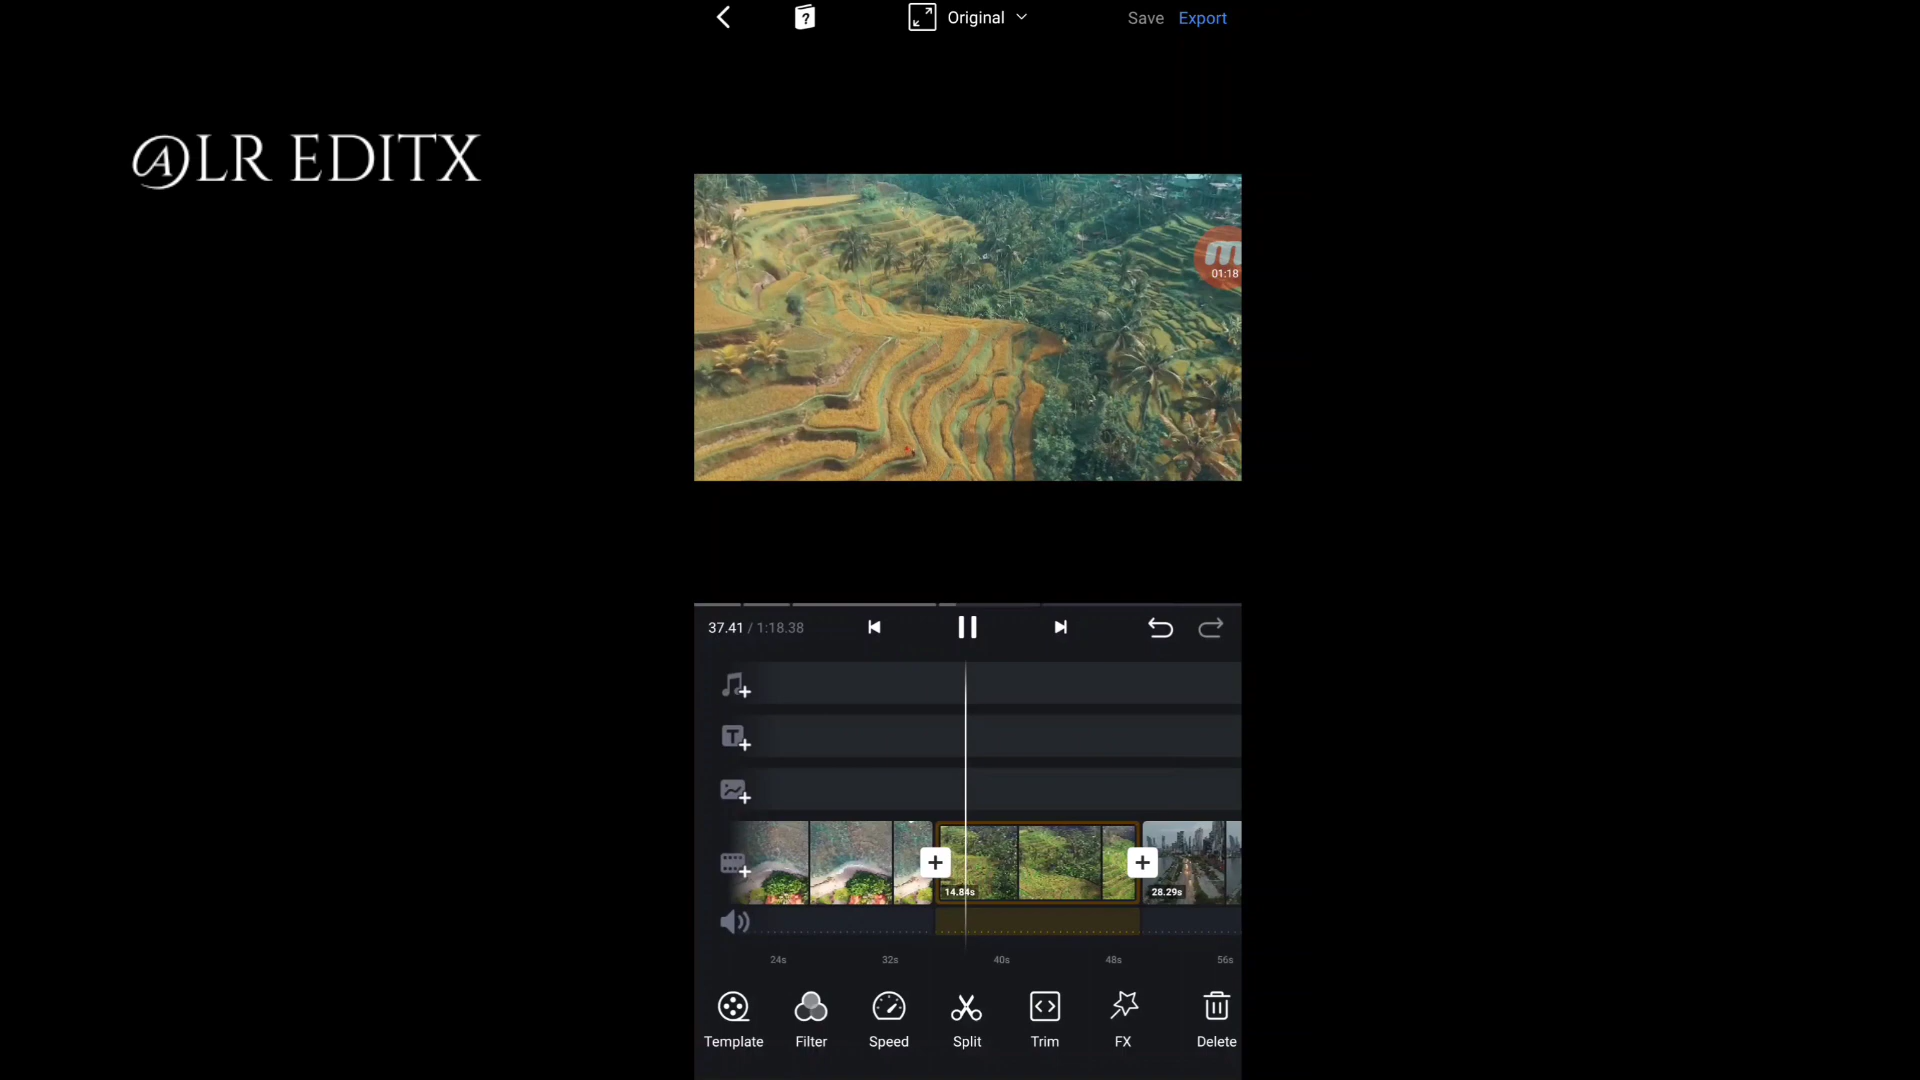 Original
Save Export
@LR EDITX
01:18
37.41 / 1:18.38
14.84s
28.29s
24s 32s 40s 48s 56s
Template Filter Speed Split Trim FX Delete